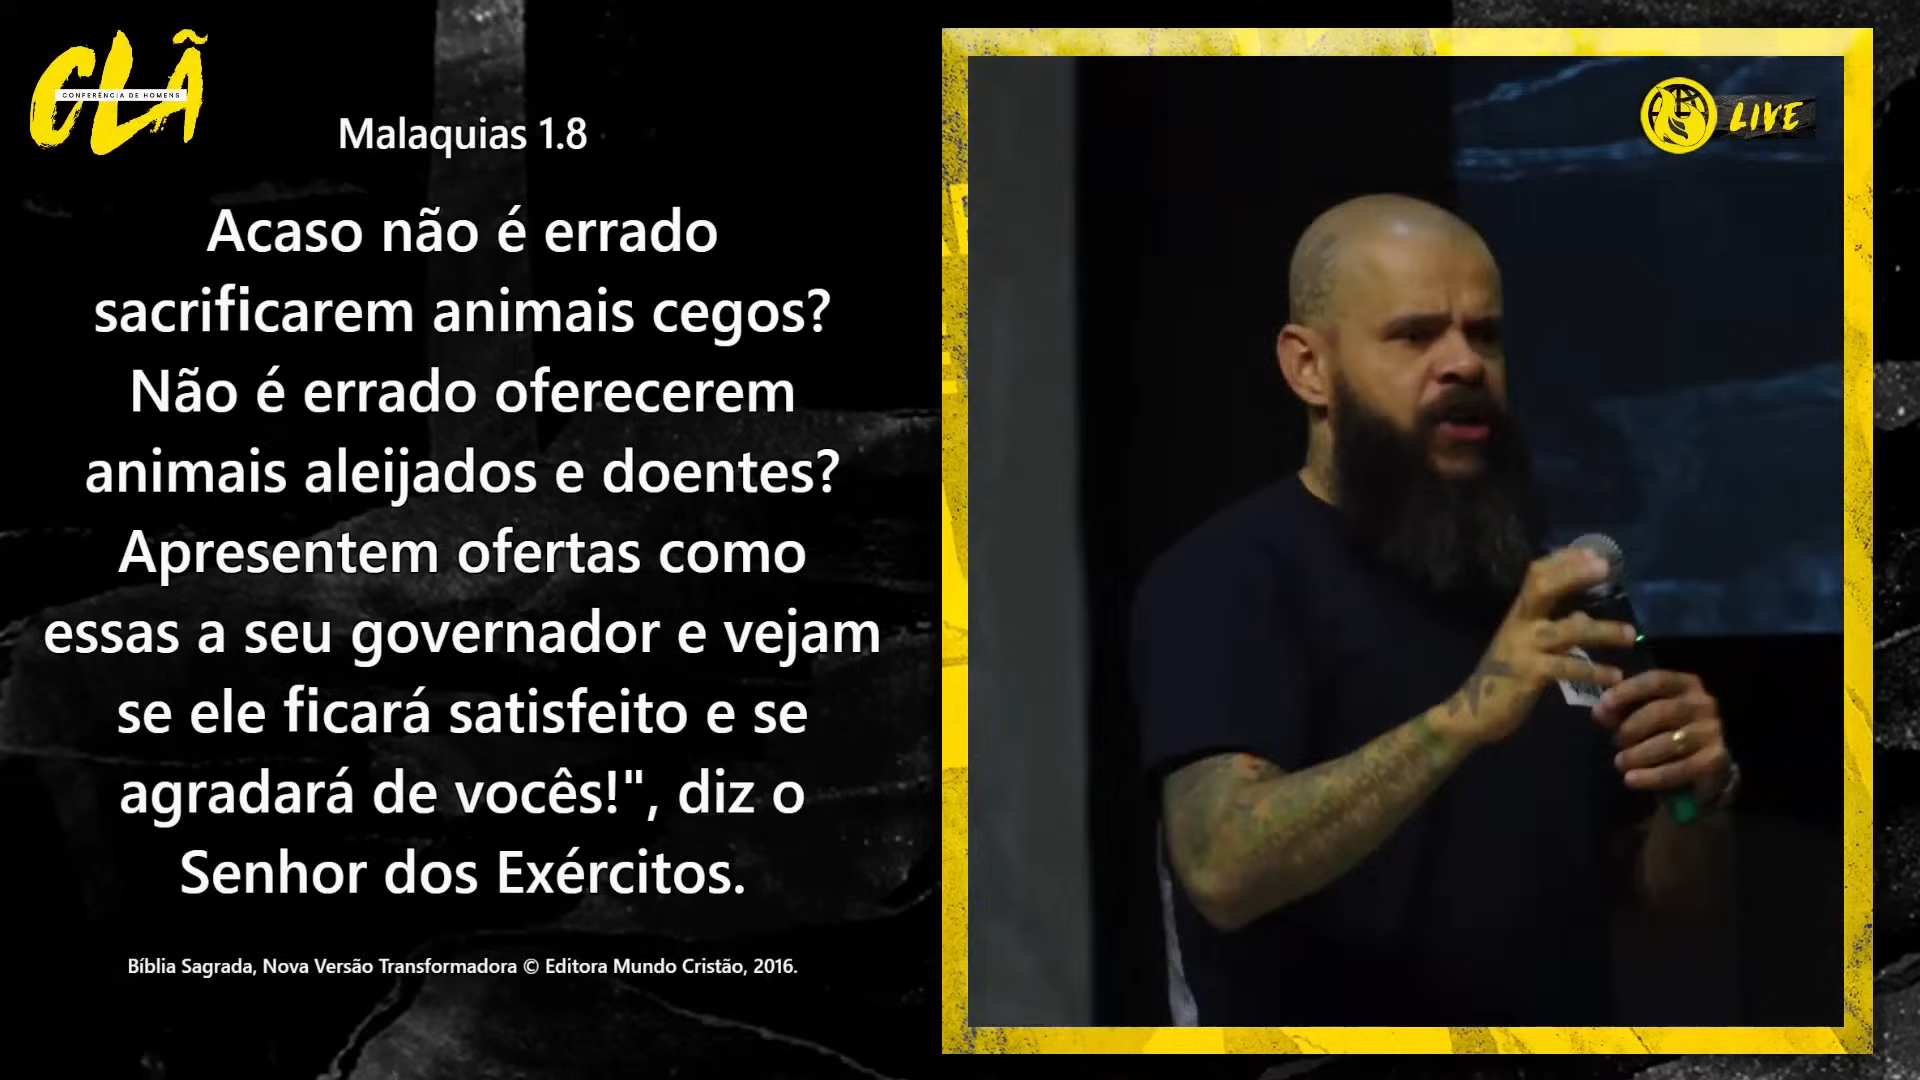 CLÃ
CONFERÊNCIA DE HOMENS
Malaquias 1.8
Acaso não é errado
sacrificarem animais cegos?
Não é errado oferecerem
animais aleijados e doentes?
Apresentem ofertas como
essas a seu governador e vejam
se ele ficará satisfeito e se
agradará de vocês!", diz o
Senhor dos Exércitos.
Bíblia Sagrada, Nova Versão Transformadora © Editora Mundo Cristão, 2016.
LIVE